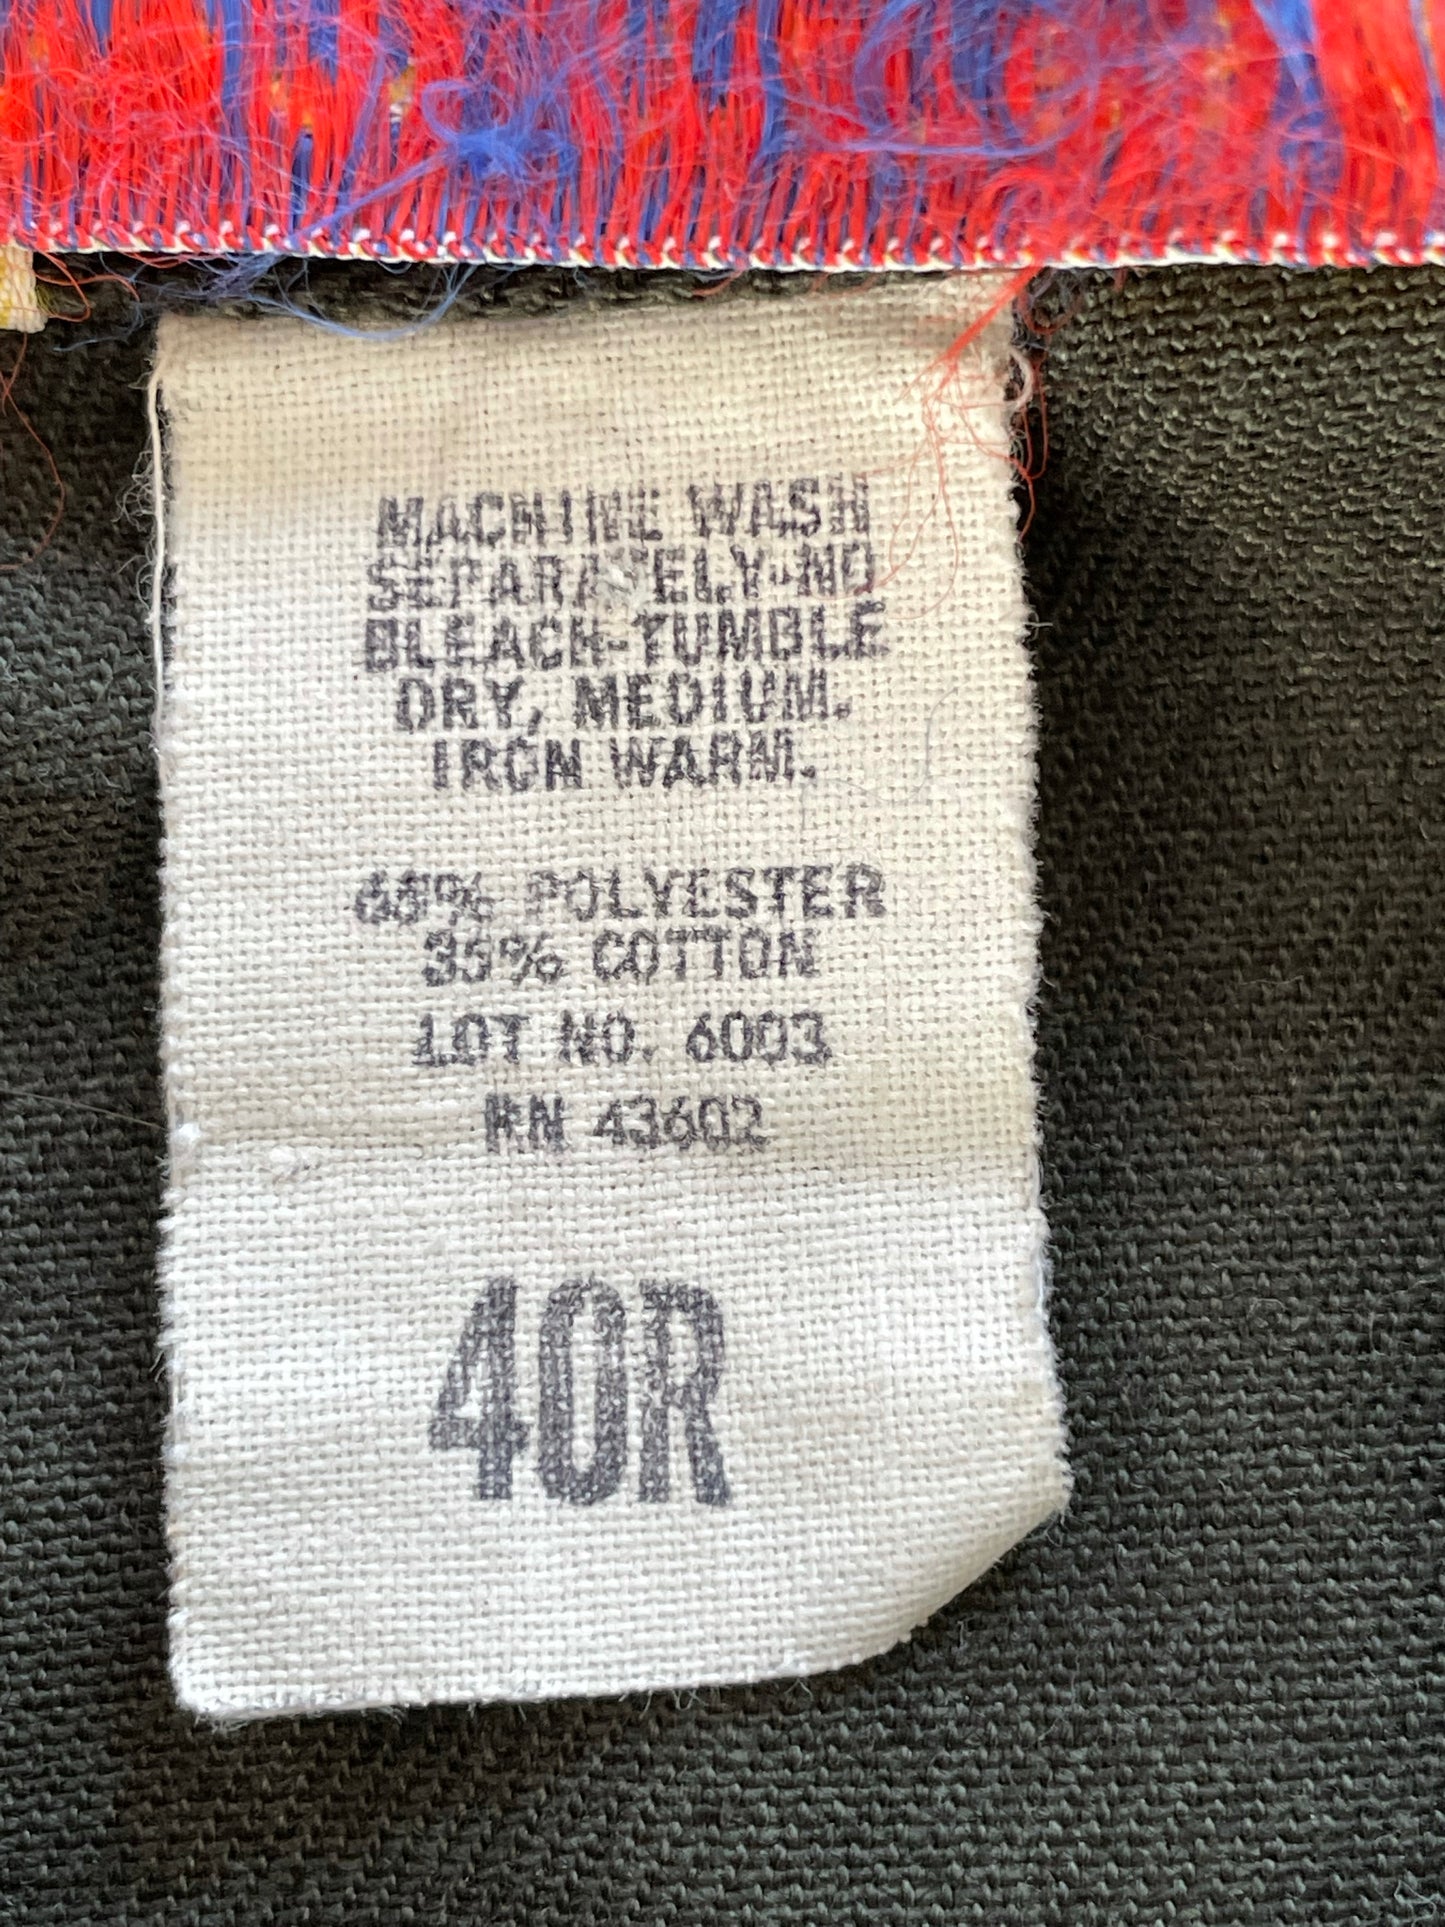 MACHINE WASH
SEPARATELY-NO
BLEACH-TUMBLE
DRY, MEDIUM.
IRON WARM.
65% POLYESTER
35% COTTON
LOT NO. 6003
RN 43602
40R